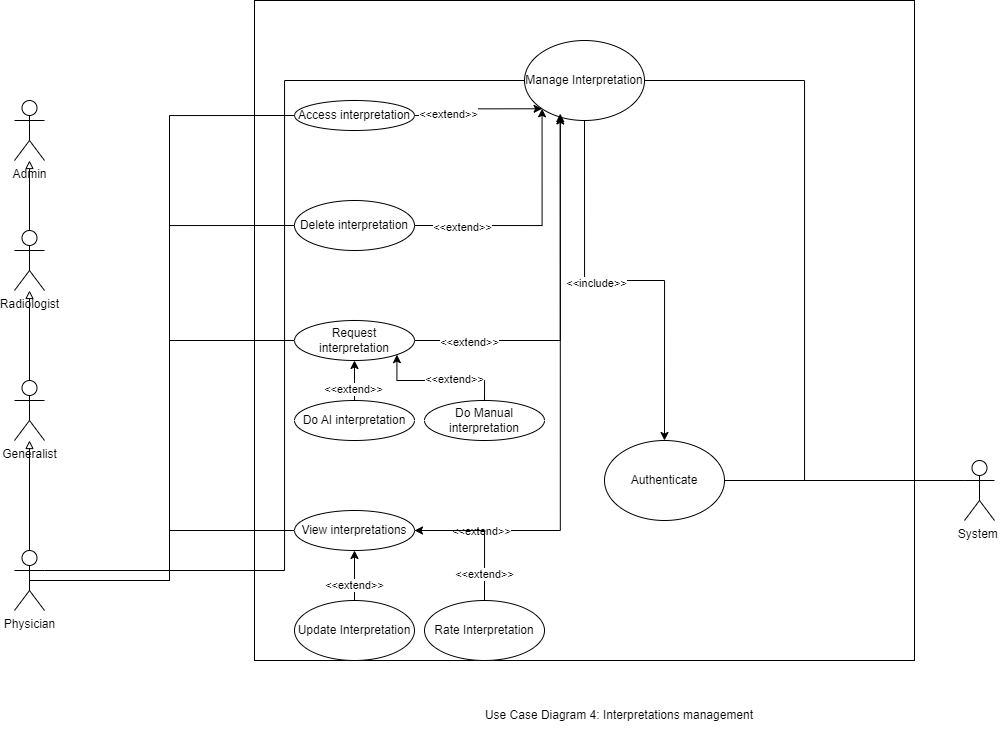 Manage Interpretation
Access interpretation
<<extend>>
Admin
Delete interpretation
<<extend>>
<<include>>
Radiologist
Request
interpretation
<<extend>>
<<extend>>
<<extend>>
Do AI interpretation
Do Manual
interpretation
Generalist
Authenticate
View interpretations
<<extend>>
System
<<extend>>
<<extend>>
Physician
Update Interpretation
Rate Interpretation
Use Case Diagram 4: Interpretations management